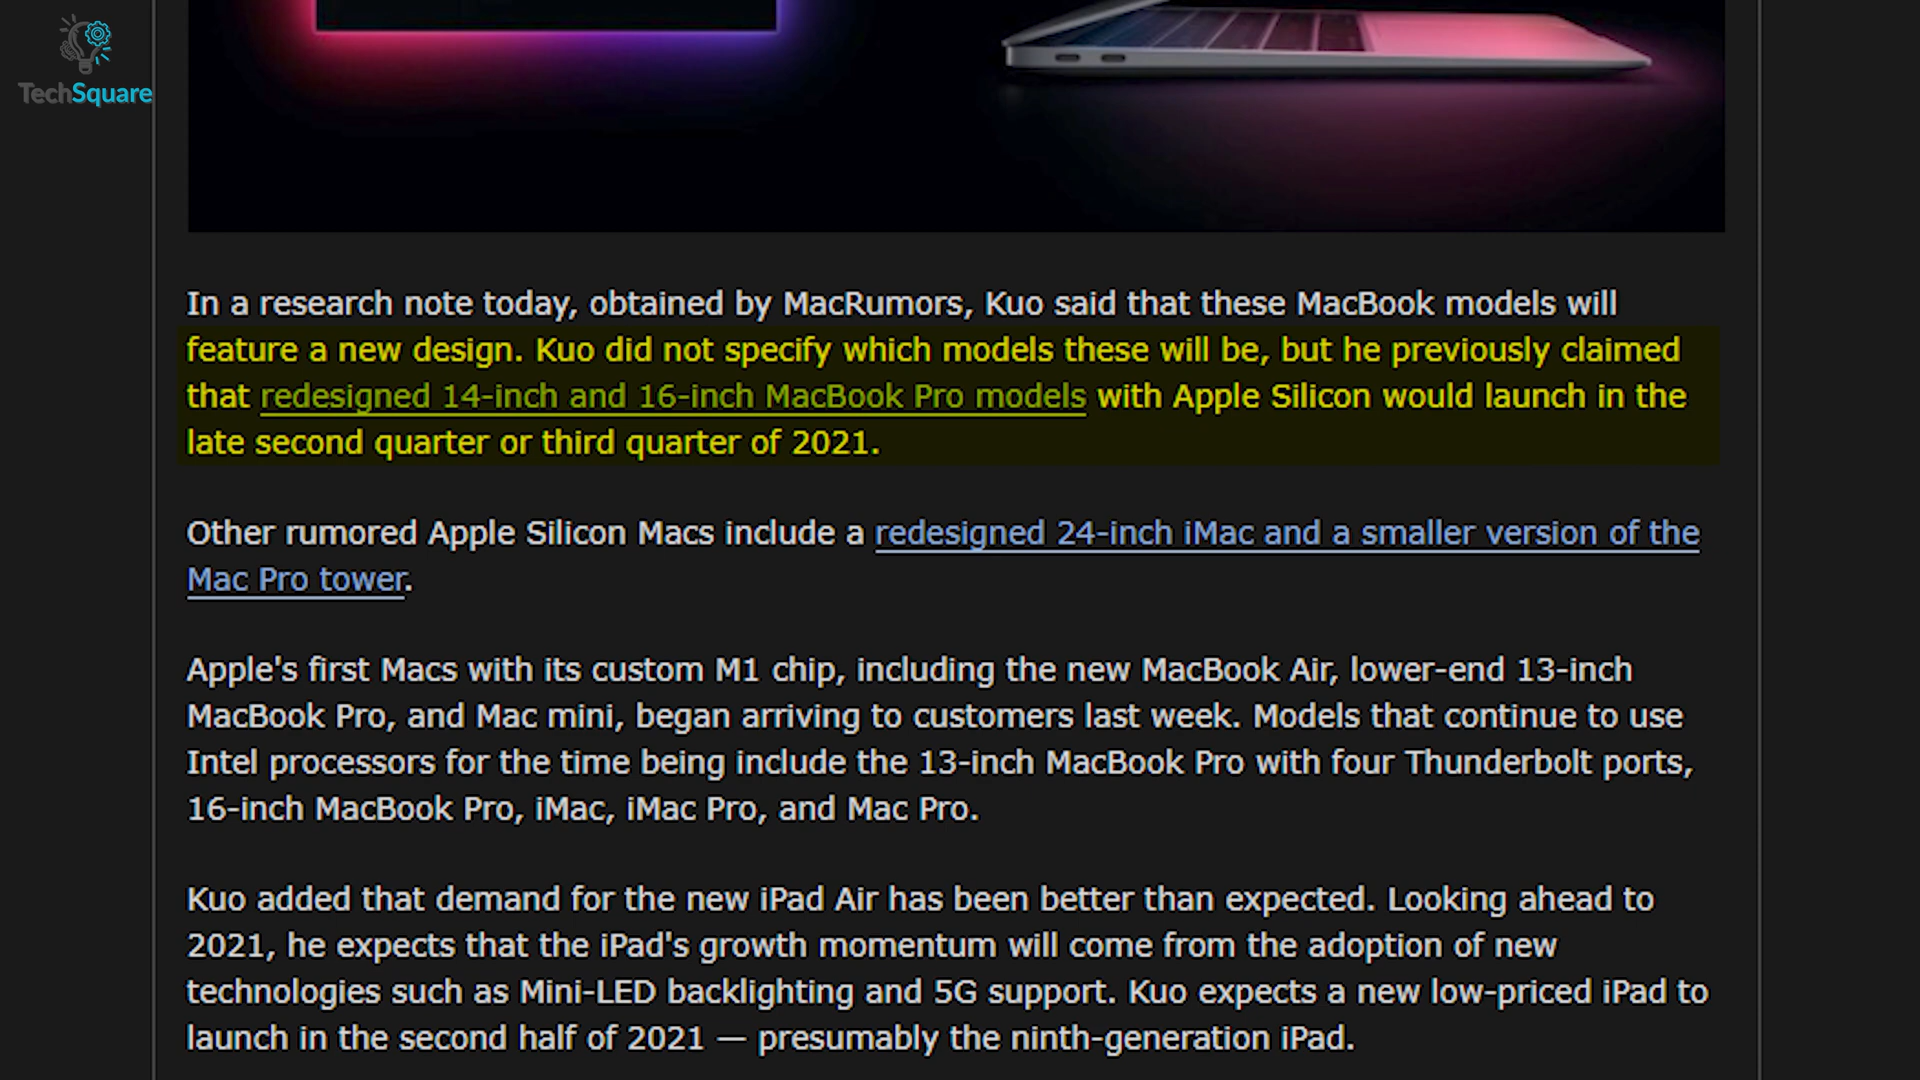 TechSquare
In a research note today, obtained by MacRumors, Kuo said that these MacBook models will
feature a new design. Kuo did not specify which models these will be, but he previously claimed
that redesigned 14-inch and 16-inch MacBook Pro models with Apple Silicon would launch in the
late second quarter or third quarter of 2021.
Other rumored Apple Silicon Macs include a redesigned 24-inch iMac and a smaller version of the
Mac Pro tower.
Apple's first Macs with its custom M1 chip, including the new MacBook Air, lower-end 13-inch
MacBook Pro, and Mac mini, began arriving to customers last week. Models that continue to use
Intel processors for the time being include the 13-inch MacBook Pro with four Thunderbolt ports,
16-inch MacBook Pro, iMac, iMac Pro, and Mac Pro.
Kuo added that demand for the new iPad Air has been better than expected. Looking ahead to
2021, he expects that the iPad's growth momentum will come from the adoption of new
technologies such as Mini-LED backlighting and 5G support. Kuo expects a new low-priced iPad to
launch in the second half of 2021 — presumably the ninth-generation iPad.